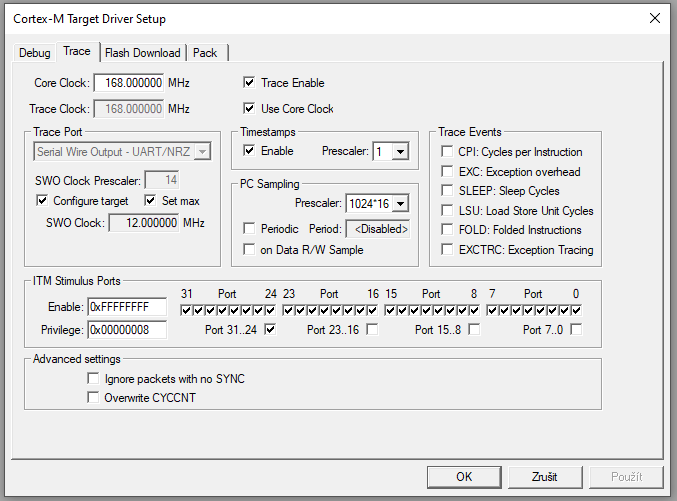 Cortex-M Target Driver Setup
Debug Trace Flash Download Pack
Core Clock: 168.000000 MHz Trace Enable
Trace Clock: 168.000000 MHz Use Core Clock
Trace Port
Serial Wire Output - UART/NRZ
SWO Clock Prescaler: 14
Configure target Set max
SWO Clock: 12.000000 MHz
Timestamps
Enable Prescaler: 1
PC Sampling
Prescaler: 1024*16
Periodic Period: <Disabled>
on Data R/W Sample
Trace Events
CPI: Cycles per Instruction
EXC: Exception overhead
SLEEP: Sleep Cycles
LSU: Load Store Unit Cycles
FOLD: Folded Instructions
EXCTRC: Exception Tracing
ITM Stimulus Ports
31 Port 24 23 Port 16 15 Port 8 7 Port 0
Enable: 0xFFFFFFFF
Privilege: 0x00000008 Port 31..24 Port 23..16 Port 15..8 Port 7..0
Advanced settings
Ignore packets with no SYNC
Overwrite CYCCNT
OK Zrušit Použít